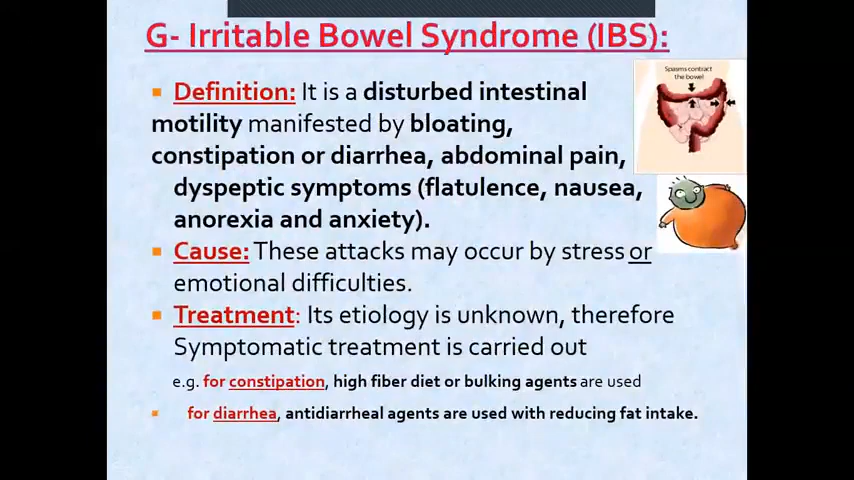 G- Irritable Bowel Syndrome (IBS):
Spasms contract
the bowel
Definition: It is a disturbed intestinal
motility manifested by bloating,
constipation or diarrhea, abdominal pain,
dyspeptic symptoms (flatulence, nausea,
anorexia and anxiety).
Cause: These attacks may occur by stress or
emotional difficulties.
Treatment: Its etiology is unknown, therefore
Symptomatic treatment is carried out
e.g. for constipation, high fiber diet or bulking agents are used
for diarrhea, antidiarrheal agents are used with reducing fat intake.